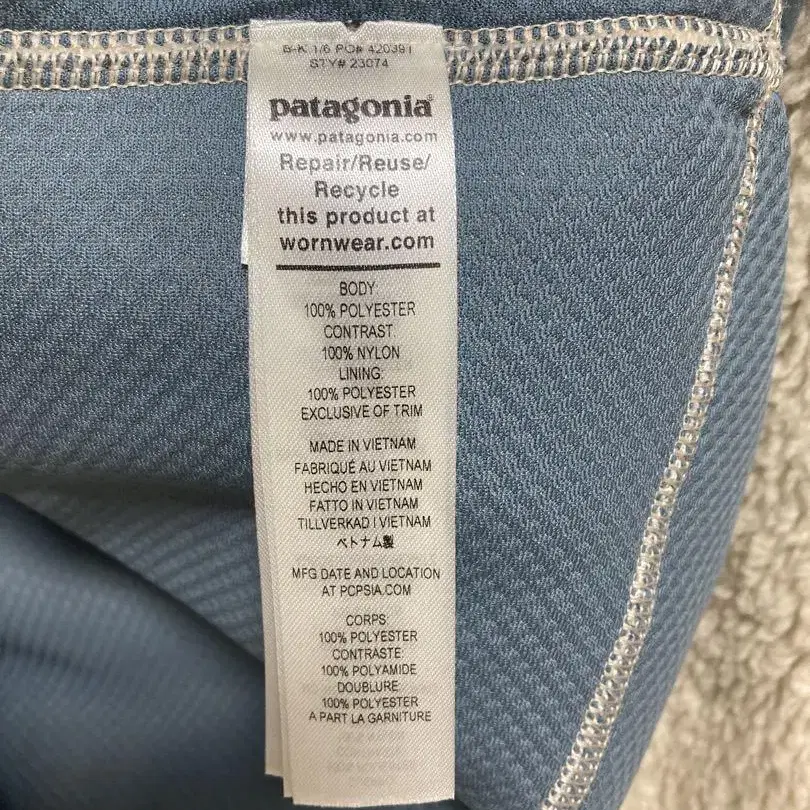 B-K 1/6 PO# 420391
STY# 23074
patagonia®
www.patagonia.com
Repair/Reuse/
Recycle
this product at
wornwear.com
BODY:
100% POLYESTER
CONTRAST:
100% NYLON
LINING:
100% POLYESTER
EXCLUSIVE OF TRIM
MADE IN VIETNAM
FABRIQUÉ AU VIETNAM
HECHO EN VIETNAM
FATTO IN VIETNAM
TILLVERKAD I VIETNAM
ベトナム製
MFG DATE AND LOCATION
AT PCPSIA.COM
CORPS:
100% POLYESTER
CONTRASTE:
100% POLYAMIDE
DOUBLURE:
100% POLYESTER
A PART LA GARNITURE